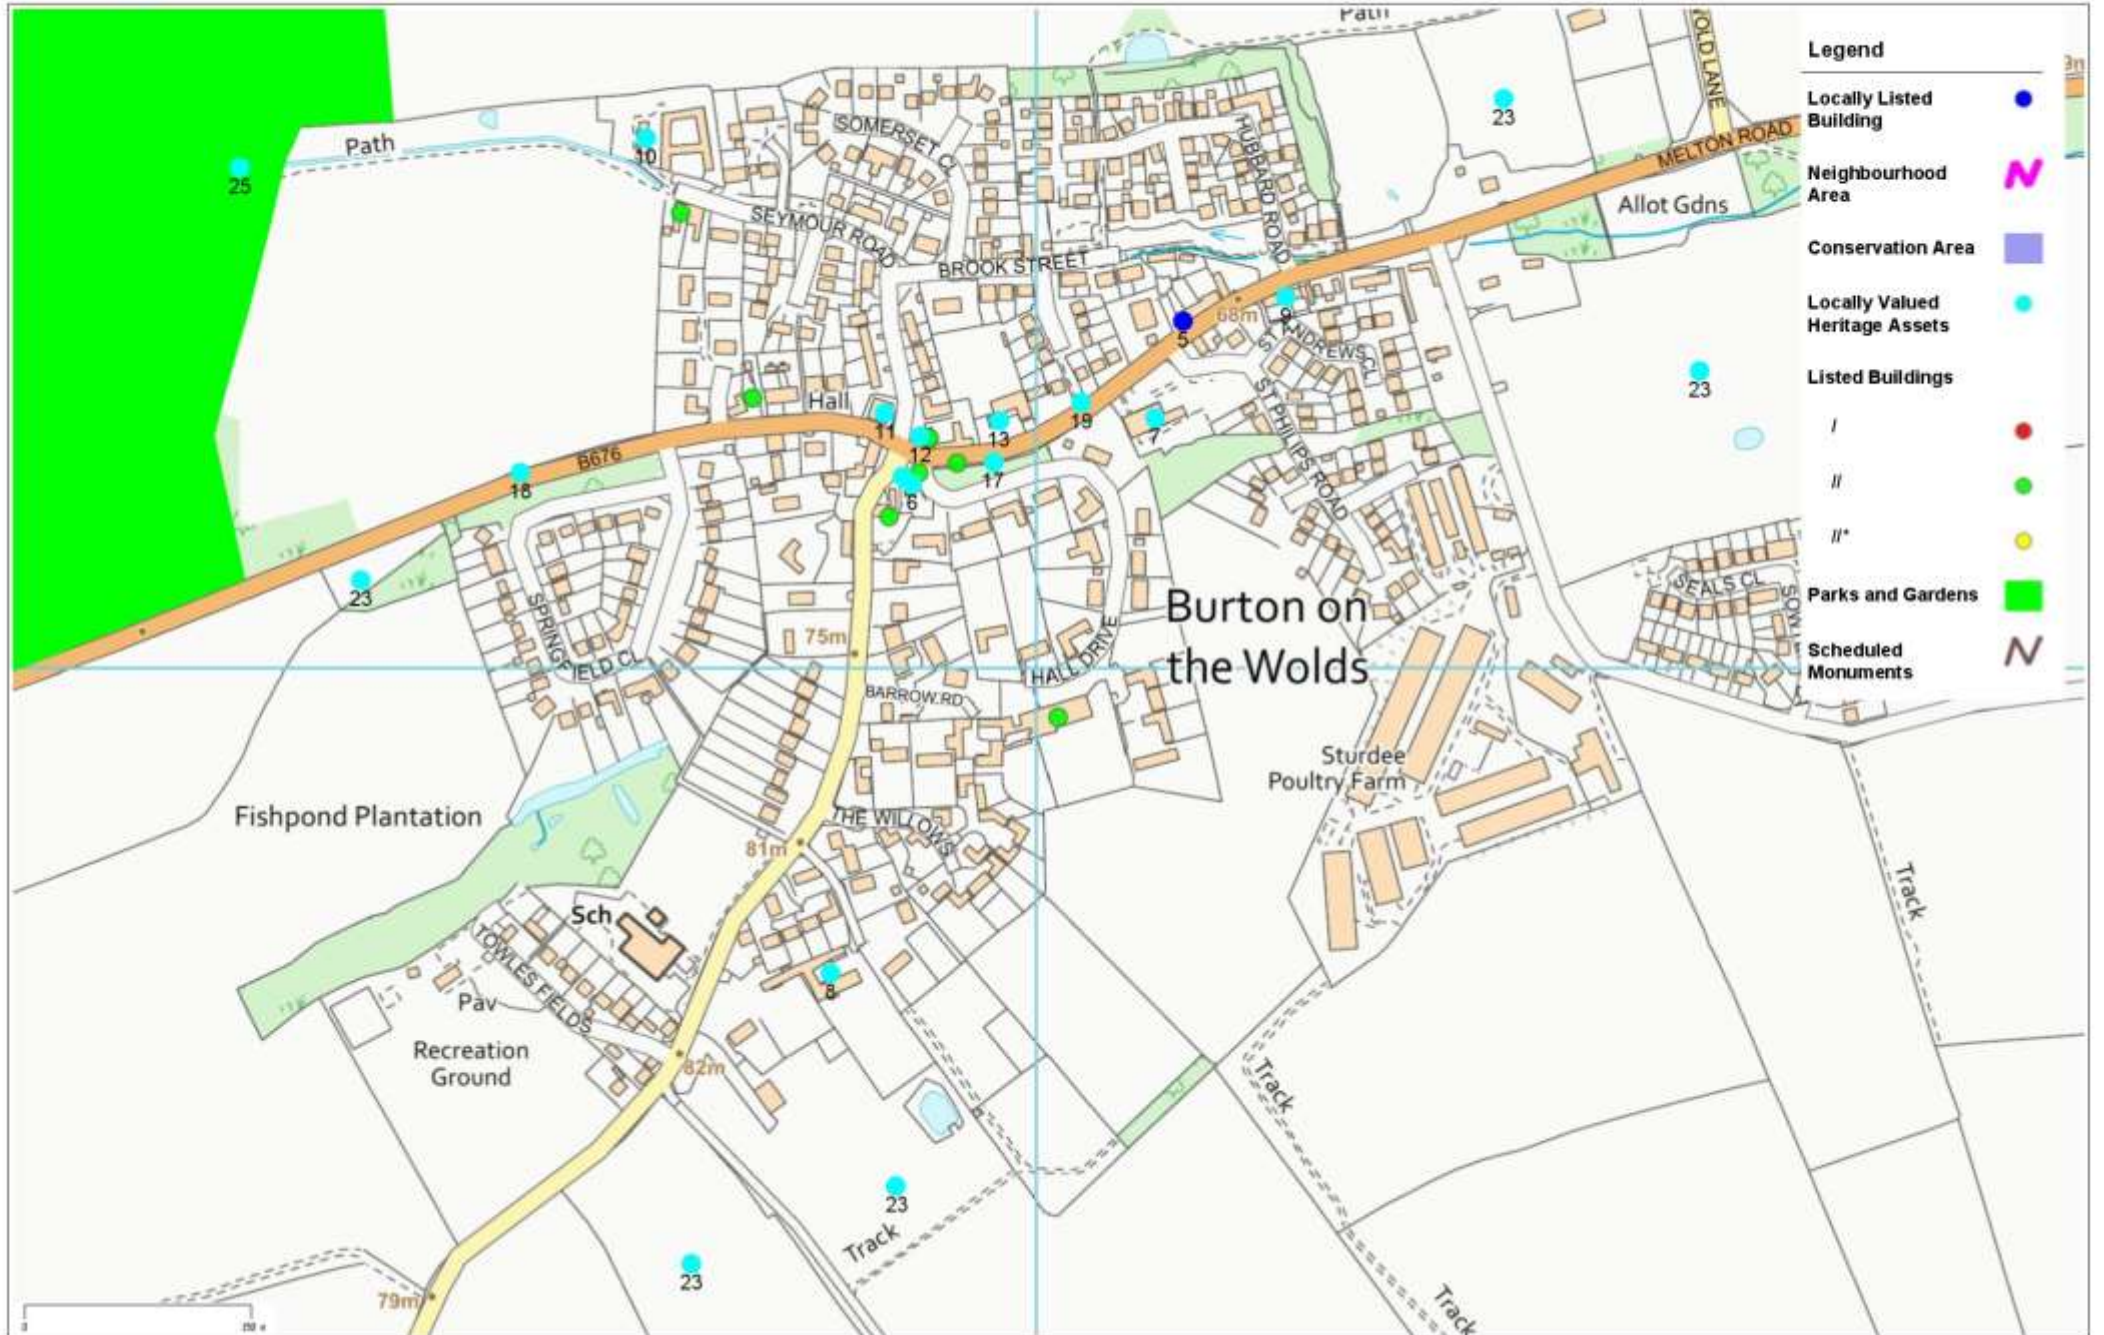 Path
WOLD LANE
Legend
Locally Listed
Building
Neighbourhood
Area
Conservation Area
Locally Valued
Heritage Assets
Listed Buildings
I
II
II*
Parks and Gardens
Scheduled
Monuments
23
MELTON ROAD
Path
10
25
SOMERSET CL
HUBBARD ROAD
SEYMOUR ROAD
Allot Gdns
BROOK STREET
68m
9
5
ST ANDREWS CL
23
Hall
11
12
13
19
7
ST PHILIPS ROAD
B676
18
17
6
23
SPRINGFIELD CL
75m
HALL DRIVE
BARROW RD
Burton on
the Wolds
SEALS CL
Sturdee
Poultry Farm
Fishpond Plantation
THE WILLOWS
81m
Track
Sch
TOWLES FIELDS
Pav
8
Recreation
Ground
82m
Track
23
Track
23
79m
Track
0